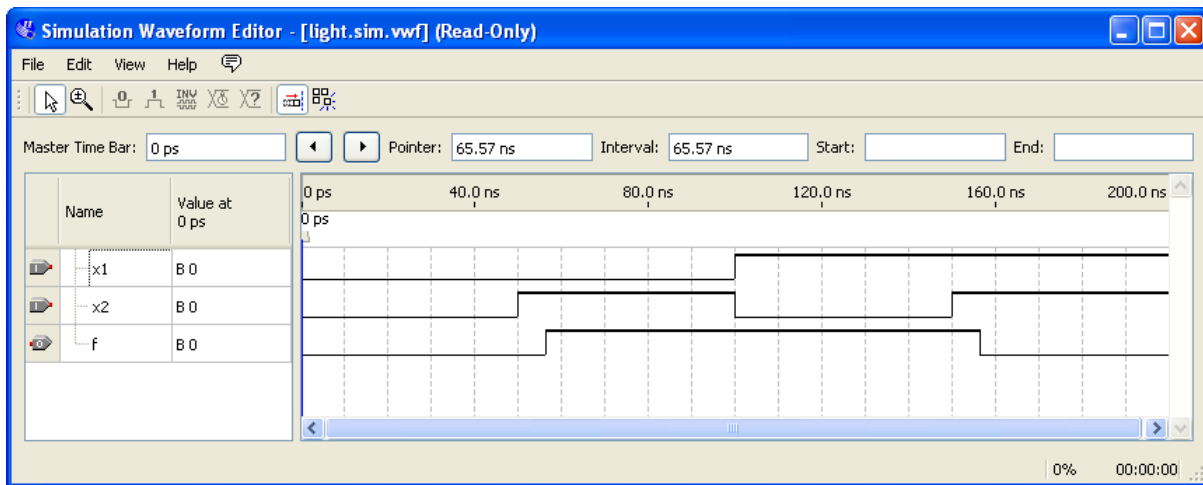 Simulation Waveform Editor - [light.sim.vwf] (Read-Only)
File Edit View Help
0 1 INV X ?
Master Time Bar: 0 ps Pointer: 65.57 ns Interval: 65.57 ns Start: End:
Name Value at 0 ps
0 ps 40.0 ns 80.0 ns 120.0 ns 160.0 ns 200.0 ns
0 ps
x1 B 0
x2 B 0
f B 0
0% 00:00:00